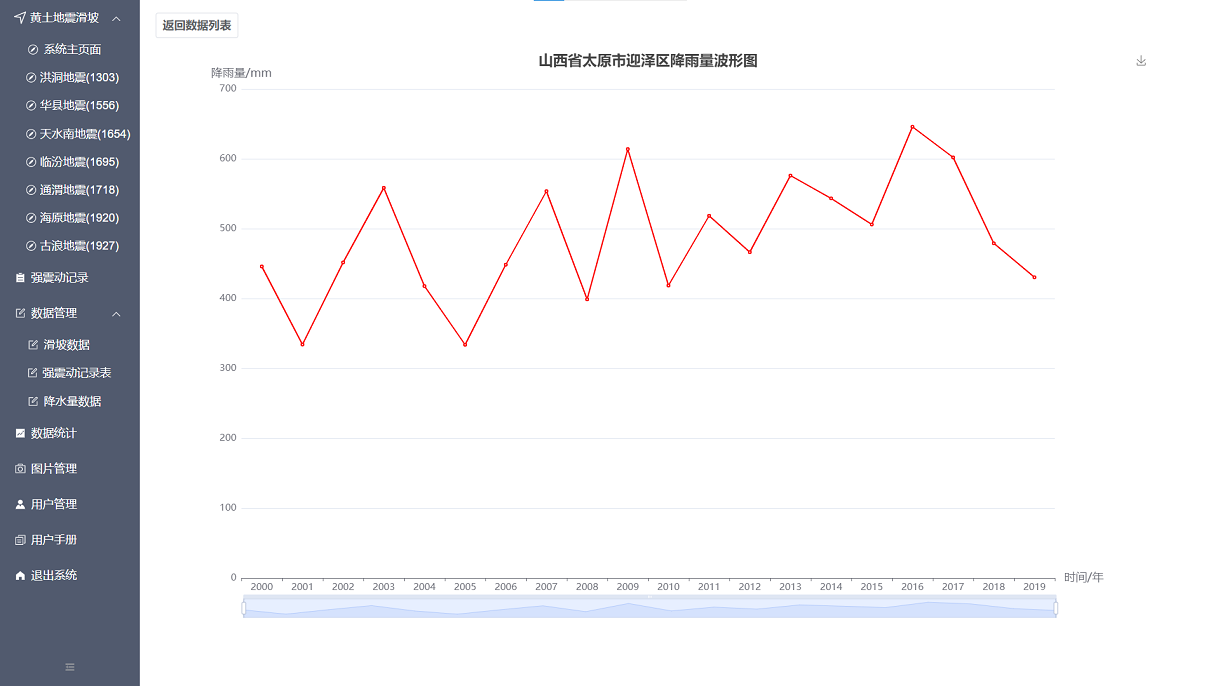 黄土地震滑坡
系统主页面
洪洞地震(1303)
华县地震(1556)
天水南地震(1654)
临汾地震(1695)
通渭地震(1718)
海原地震(1920)
古浪地震(1927)
强震动记录
数据管理
滑坡数据
强震动记录表
降水量数据
数据统计
图片管理
用户管理
用户手册
退出系统
返回数据列表
山西省太原市迎泽区降雨量波形图
降雨量/mm
700
600
500
400
300
200
100
0
2000 2001 2002 2003 2004 2005 2006 2007 2008 2009 2010 2011 2012 2013 2014 2015 2016 2017 2018 2019
时间/年